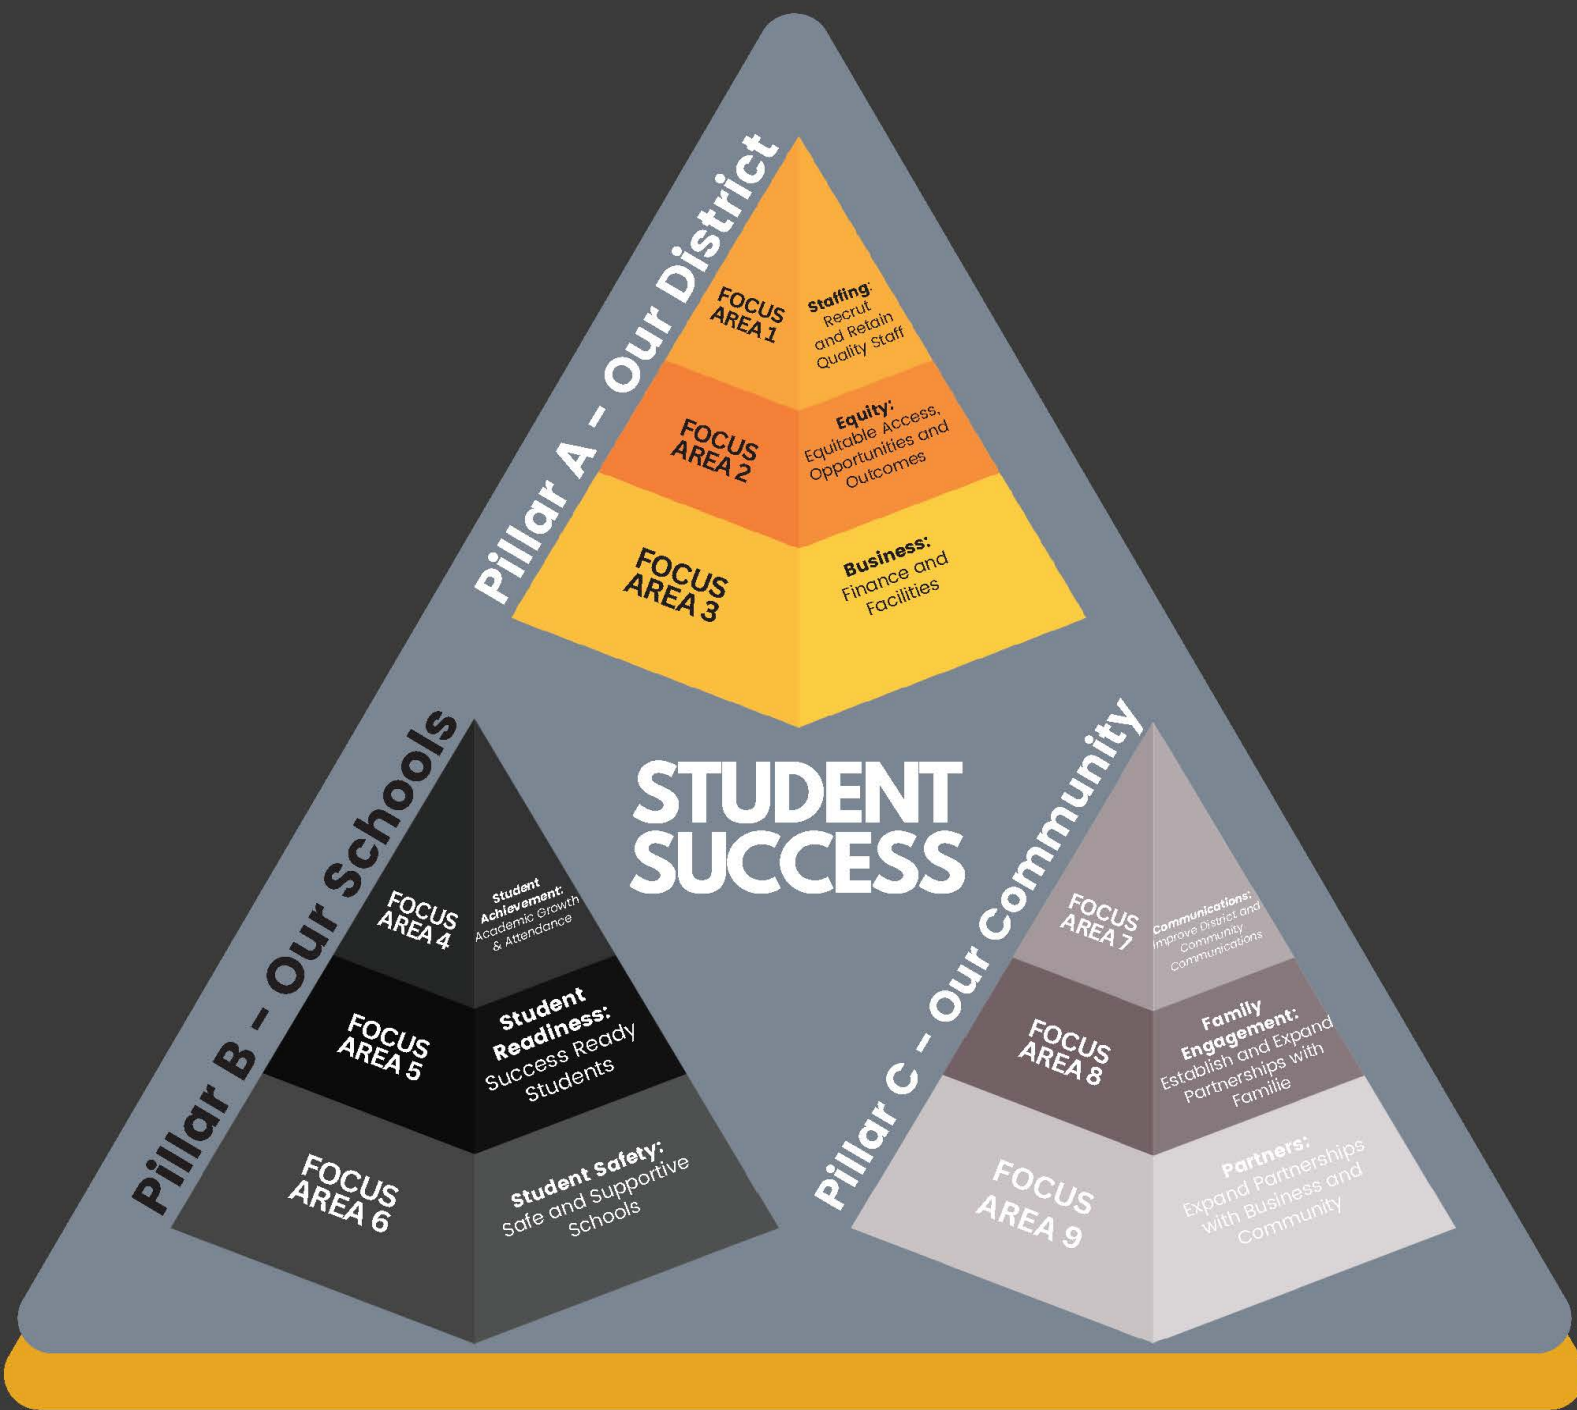 Pillar A - Our District
FOCUS
AREA 1
Staffing:
Recrut
and Retain
Quality Staff
FOCUS
AREA 2
Equity:
Equitable Access,
Opportunities and
Outcomes
FOCUS
AREA 3
Business:
Finance and
Facilities
STUDENT
SUCCESS
Pillar B - Our Schools
FOCUS
AREA 4
Student
Achievement:
Academic Growth
& Attendance
FOCUS
AREA 5
Student
Readiness:
Success Ready
Students
FOCUS
AREA 6
Student Safety:
Safe and Supportive
Schools
Pillar C - Our Community
FOCUS
AREA 7
Communications:
Improve District and
Community
Communications
FOCUS
AREA 8
Family
Engagement:
Establish and Expand
Partnerships with
Familie
FOCUS
AREA 9
Partners:
Expand Partnerships
with Business and
Community